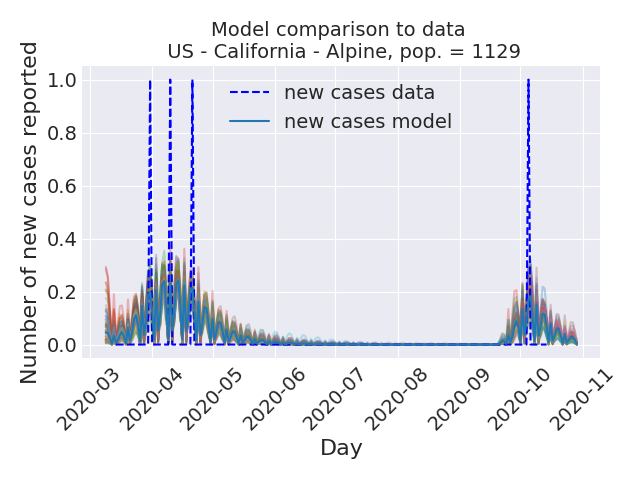 Model comparison to data
US - California - Alpine, pop. = 1129
new cases data
new cases model
Number of new cases reported
1.0
0.8
0.6
0.4
0.2
0.0
2020-03
2020-04
2020-05
2020-06
2020-07
2020-08
2020-09
2020-10
2020-11
Day